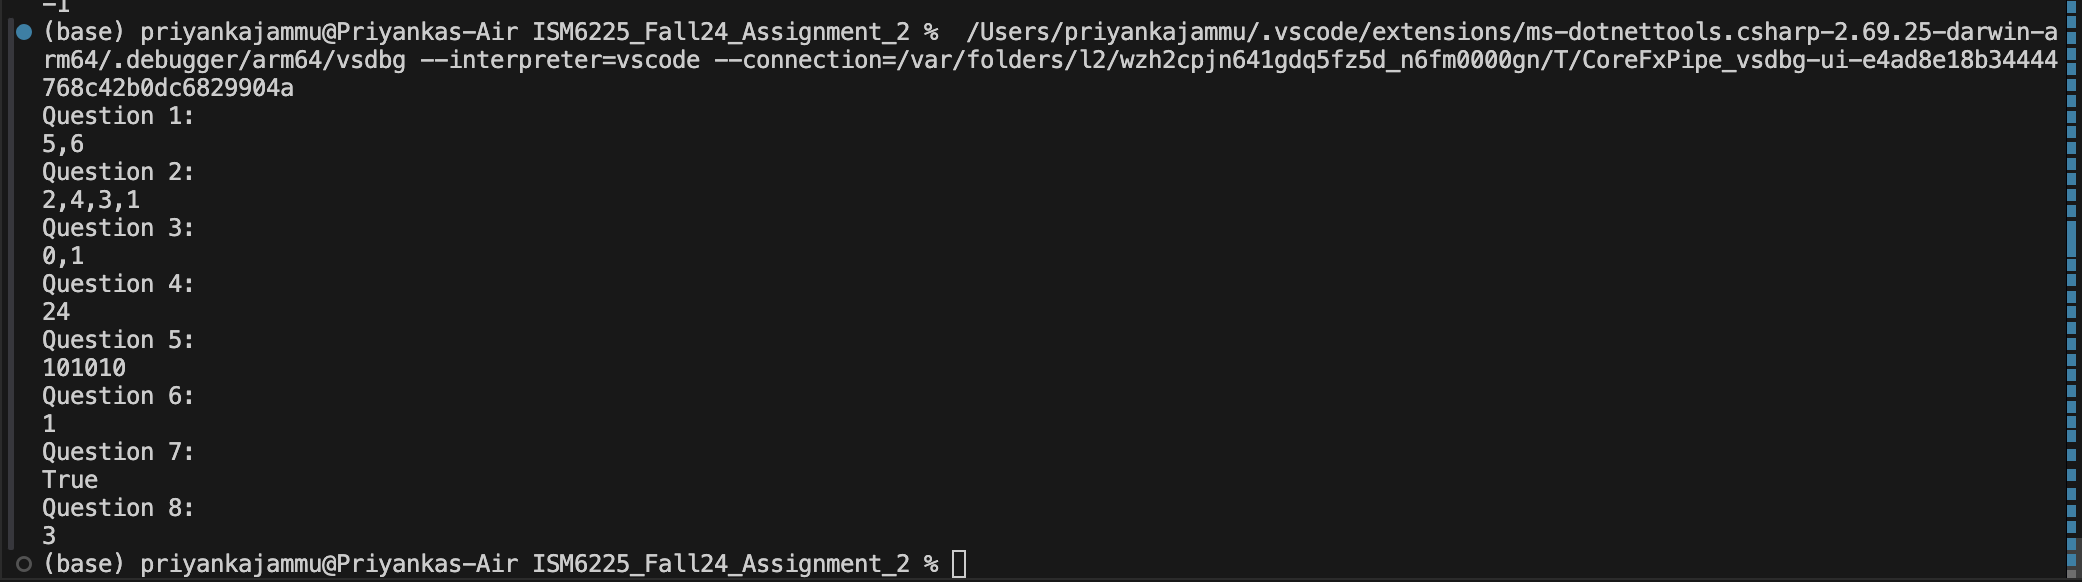 -1
(base) priyankajammu@Priyankas-Air ISM6225_Fall24_Assignment_2 %  /Users/priyankajammu/.vscode/extensions/ms-dotnettools.csharp-2.69.25-darwin-a
rm64/.debugger/arm64/vsdbg --interpreter=vscode --connection=/var/folders/l2/wzh2cpjn641gdq5fz5d_n6fm0000gn/T/CoreFxPipe_vsdbg-ui-e4ad8e18b34444
768c42b0dc6829904a
Question 1:
5,6
Question 2:
2,4,3,1
Question 3:
0,1
Question 4:
24
Question 5:
101010
Question 6:
1
Question 7:
True
Question 8:
3
(base) priyankajammu@Priyankas-Air ISM6225_Fall24_Assignment_2 %